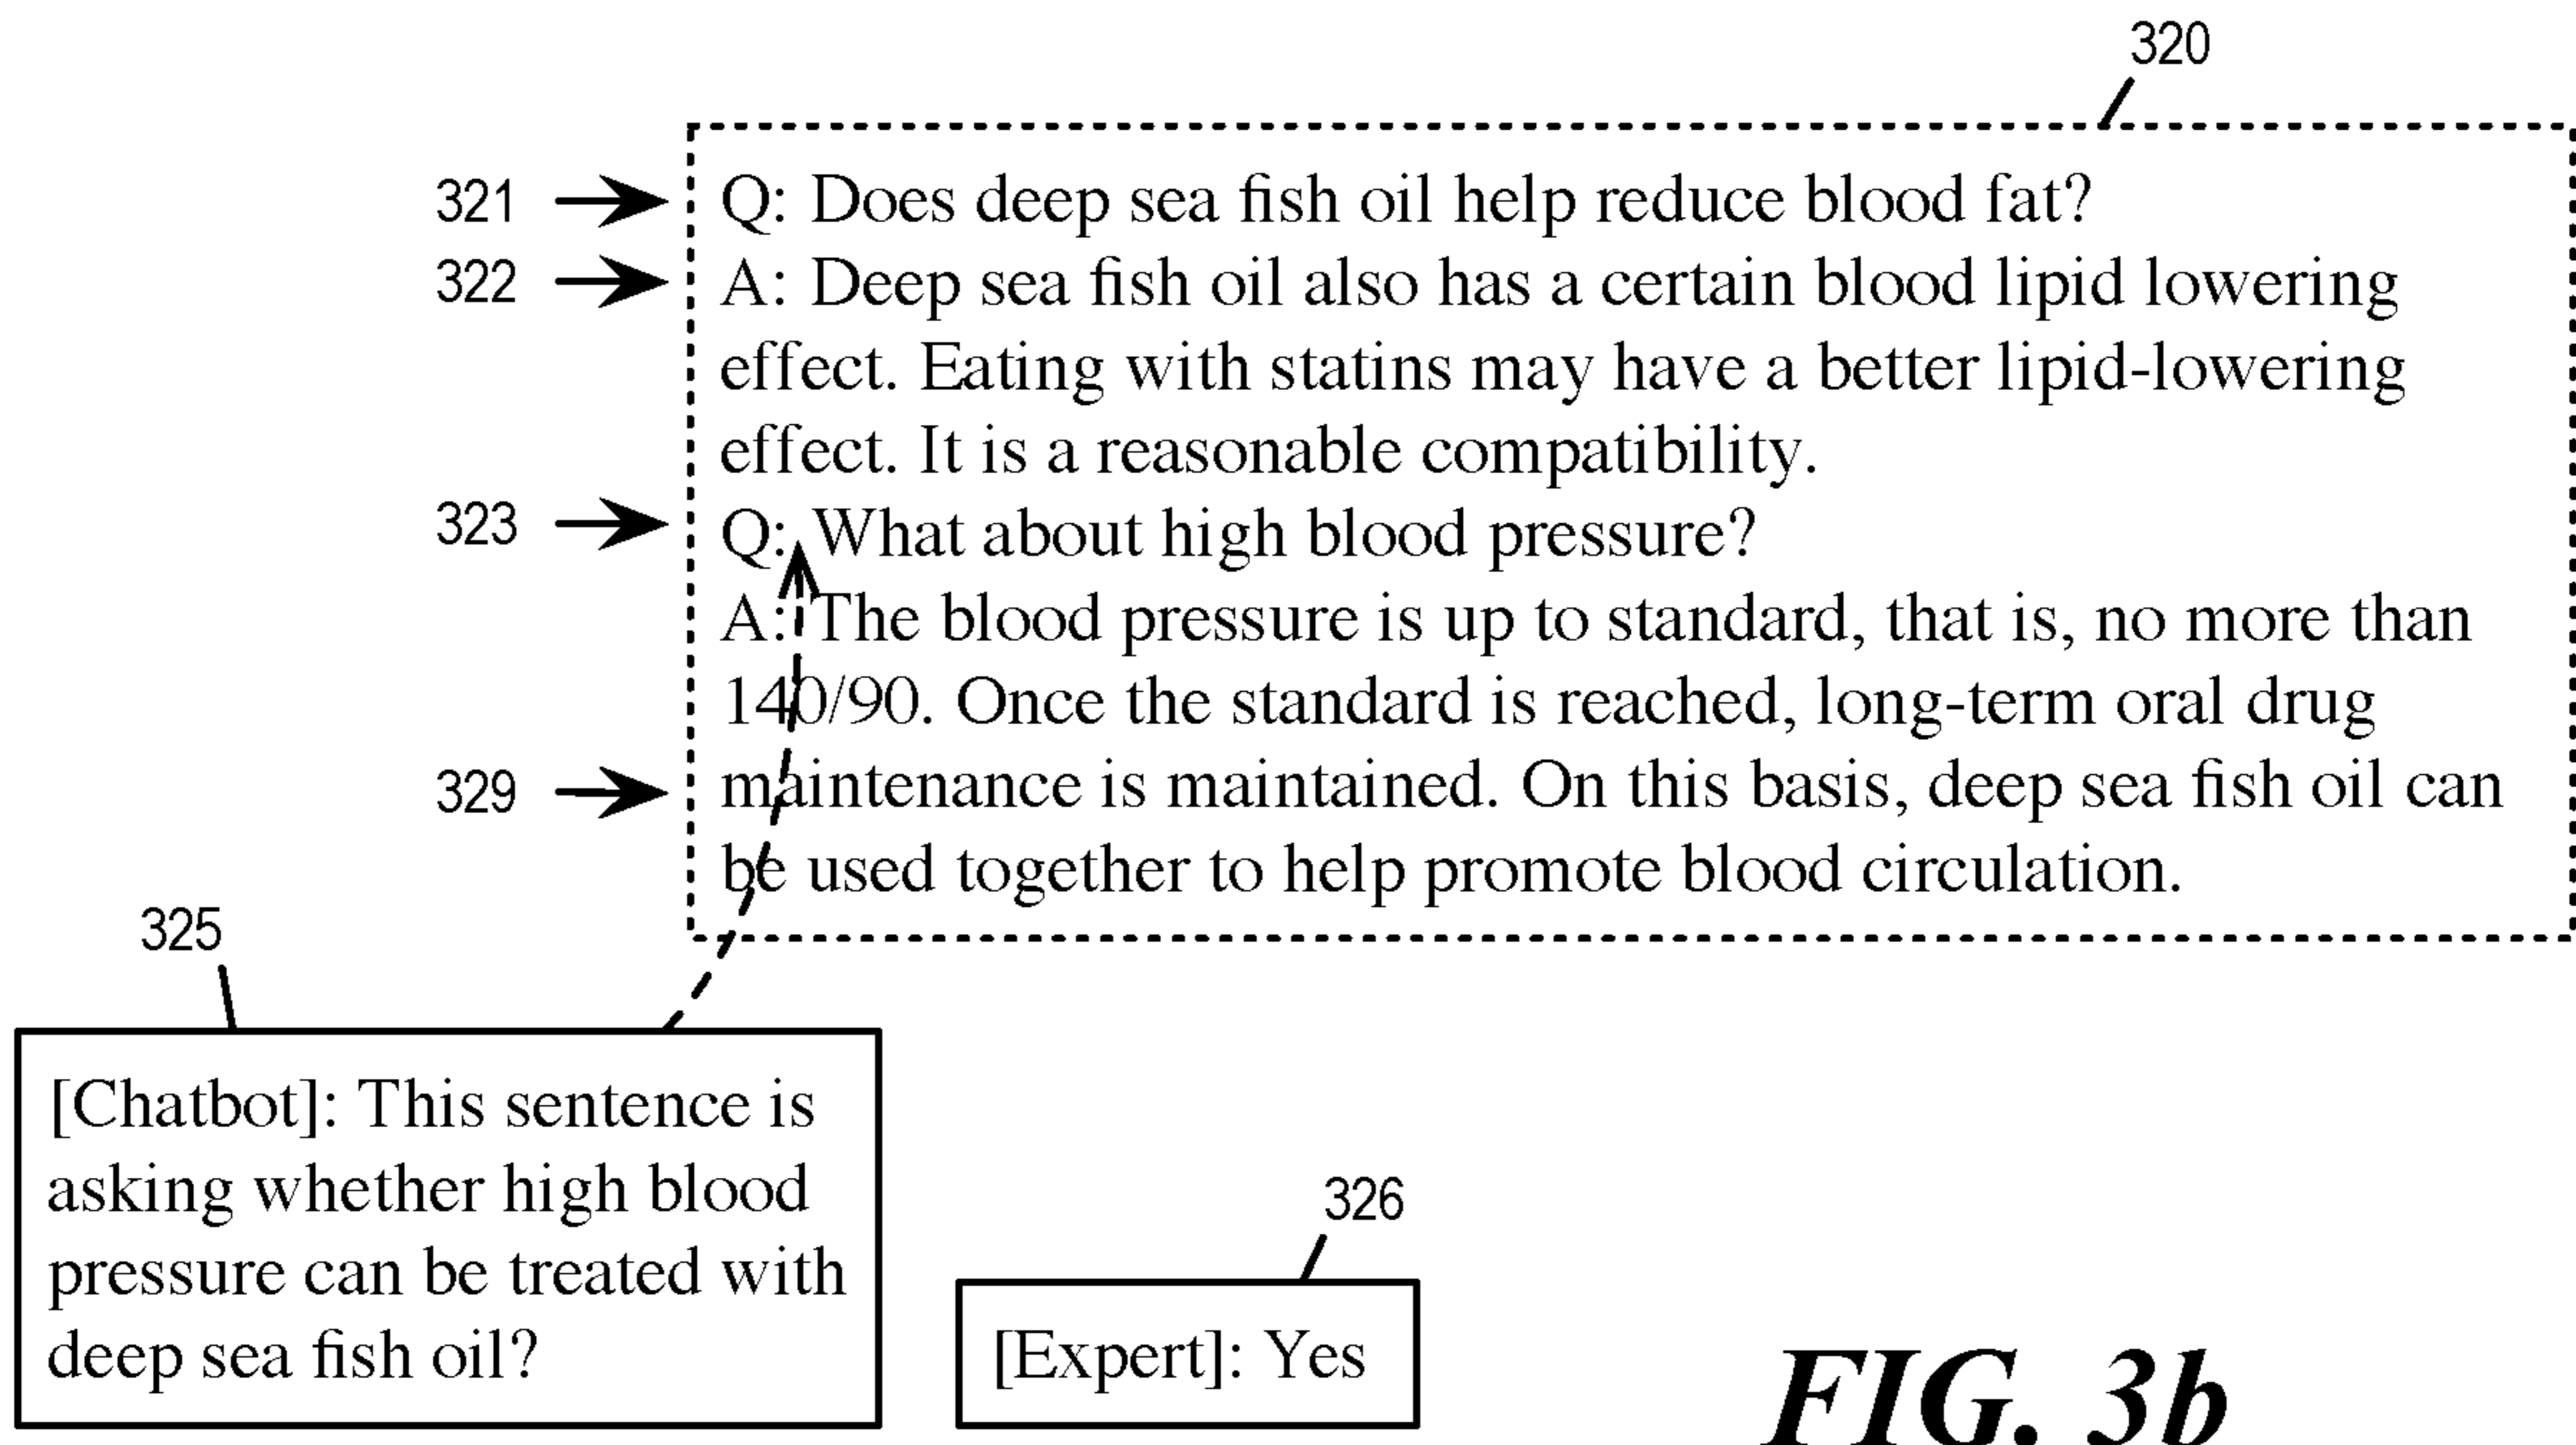 320
321
Q: Does deep sea fish oil help reduce blood fat?
322
A: Deep sea fish oil also has a certain blood lipid lowering
effect. Eating with statins may have a better lipid-lowering
effect. It is a reasonable compatibility.
323
Q: What about high blood pressure?
A: The blood pressure is up to standard, that is, no more than
140/90. Once the standard is reached, long-term oral drug
329
maintenance is maintained. On this basis, deep sea fish oil can
be used together to help promote blood circulation.
325
[Chatbot]: This sentence is
asking whether high blood
pressure can be treated with
deep sea fish oil?
326
[Expert]: Yes
FIG. 3b